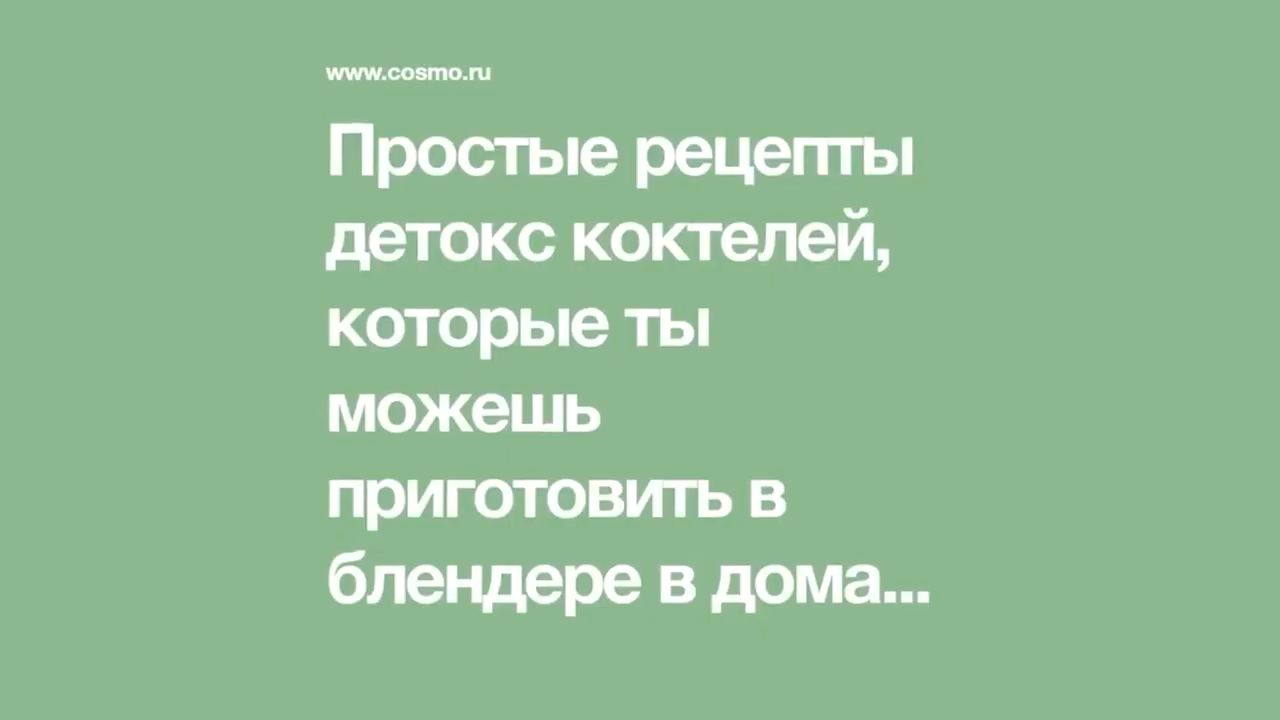 www.cosmo.ru
Простые рецепты
детокс коктелей,
которые ты
можешь
приготовить в
блендере в дома...